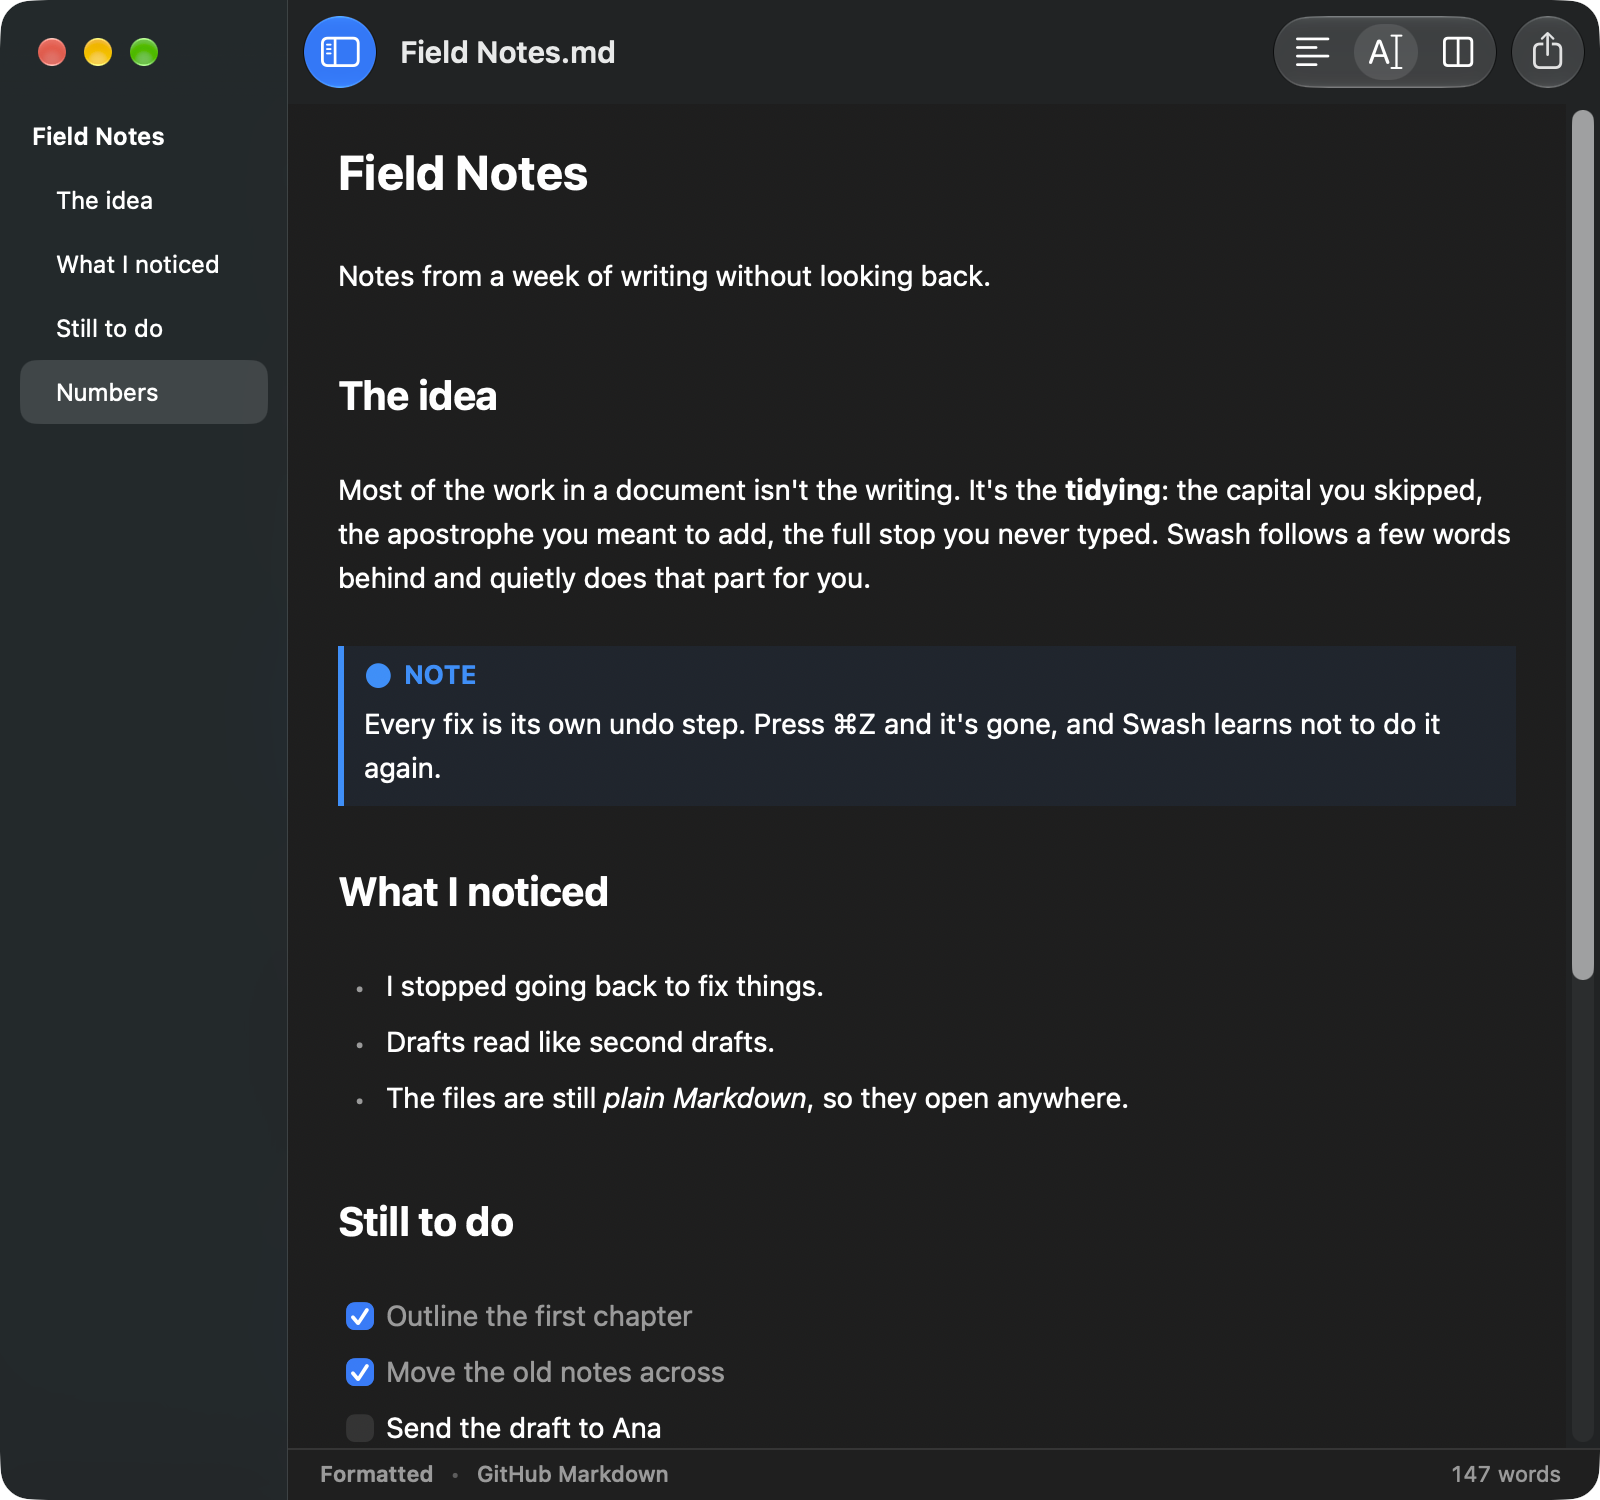 Field Notes.md
Field Notes
The idea
What I noticed
Still to do
Numbers
Field Notes
Notes from a week of writing without looking back.
The idea
Most of the work in a document isn't the writing. It's the tidying: the capital you skipped,
the apostrophe you meant to add, the full stop you never typed. Swash follows a few words
behind and quietly does that part for you.
NOTE
Every fix is its own undo step. Press ⌘Z and it's gone, and Swash learns not to do it
again.
What I noticed
• I stopped going back to fix things.
• Drafts read like second drafts.
• The files are still plain Markdown, so they open anywhere.
Still to do
Outline the first chapter
Move the old notes across
Send the draft to Ana
Formatted • GitHub Markdown
147 words